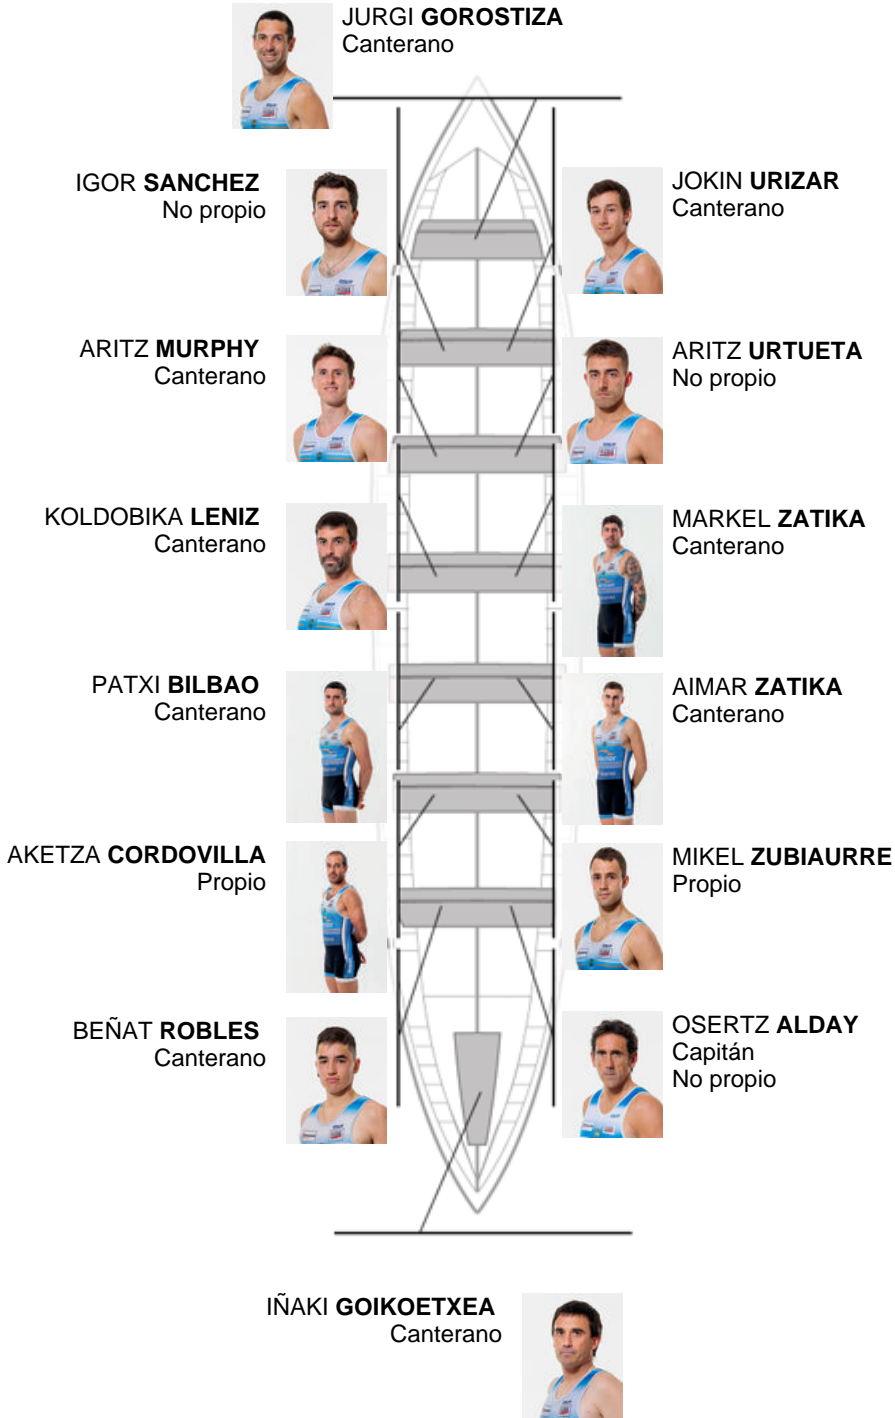 JURGI GOROSTIZA
Canterano
IGOR SANCHEZ
No propio
JOKIN URIZAR
Canterano
ARITZ MURPHY
Canterano
ARITZ URTUETA
No propio
KOLDOBIKA LENIZ
Canterano
MARKEL ZATIKA
Canterano
PATXI BILBAO
Canterano
AIMAR ZATIKA
Canterano
AKETZA CORDOVILLA
Propio
MIKEL ZUBIAURRE
Propio
BEÑAT ROBLES
Canterano
OSERTZ ALDAY
Capitán
No propio
IÑAKI GOIKOETXEA
Canterano